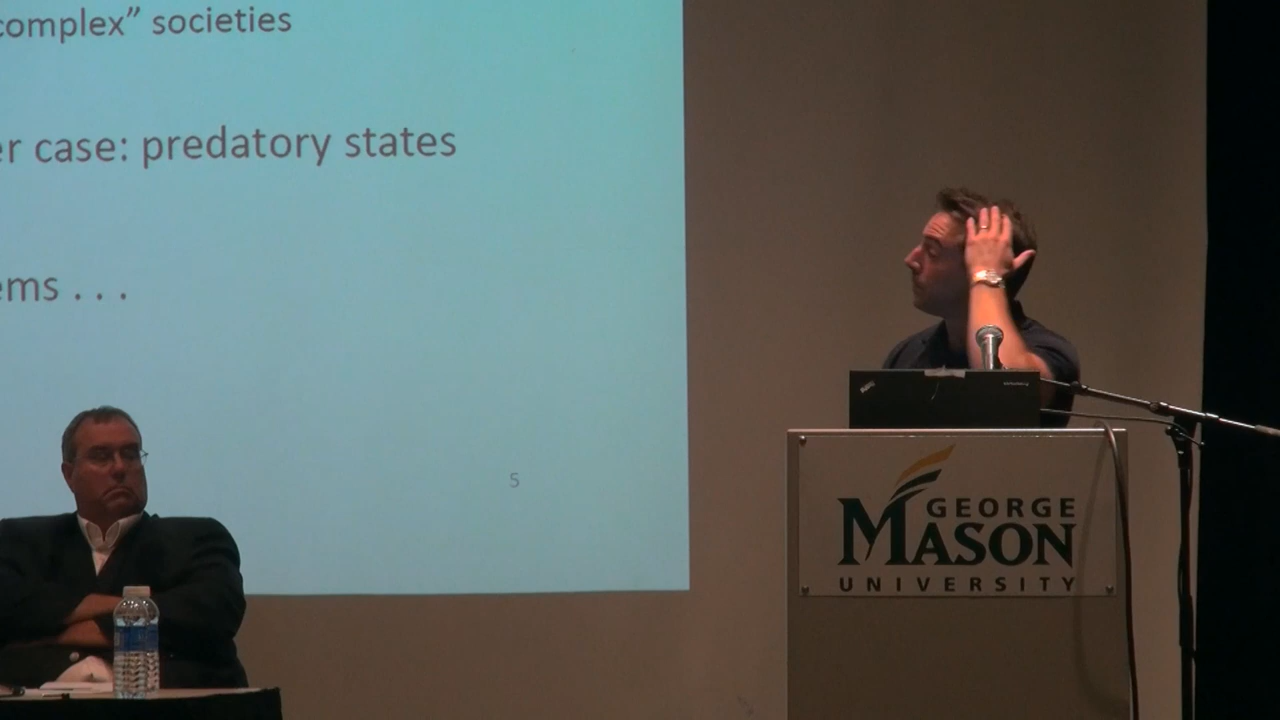 complex” societies
er case: predatory states
ems . . .
5
GEORGE
MASON
UNIVERSITY